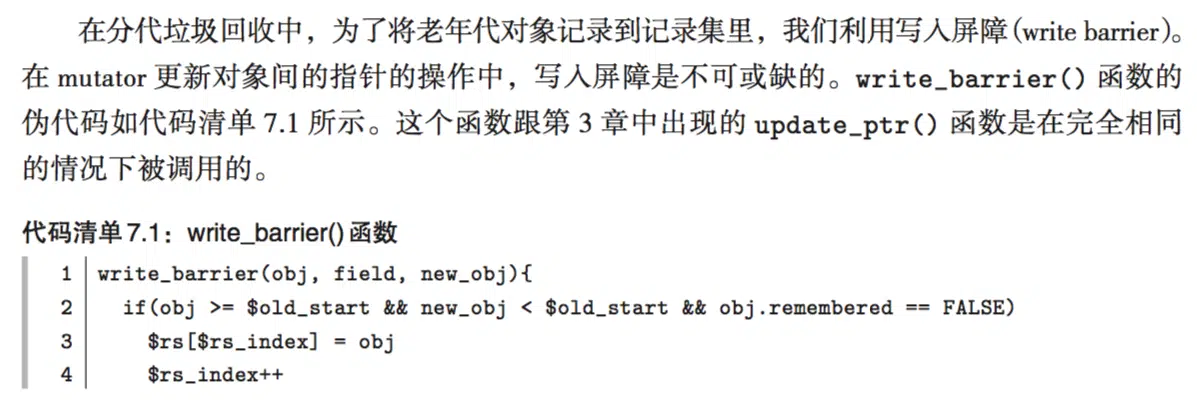 在分代垃圾回收中，为了将老年代对象记录到记录集里，我们利用写入屏障(write barrier)。
在 mutator 更新对象间的指针的操作中，写入屏障是不可或缺的。write_barrier() 函数的
伪代码如代码清单 7.1 所示。这个函数跟第 3 章中出现的 update_ptr() 函数是在完全相同
的情况下被调用的。
代码清单7.1：write_barrier()函数
1 write_barrier(obj, field, new_obj){
2 if(obj >= $old_start && new_obj < $old_start && obj.remembered == FALSE)
3 $rs[$rs_index] = obj
4 $rs_index++